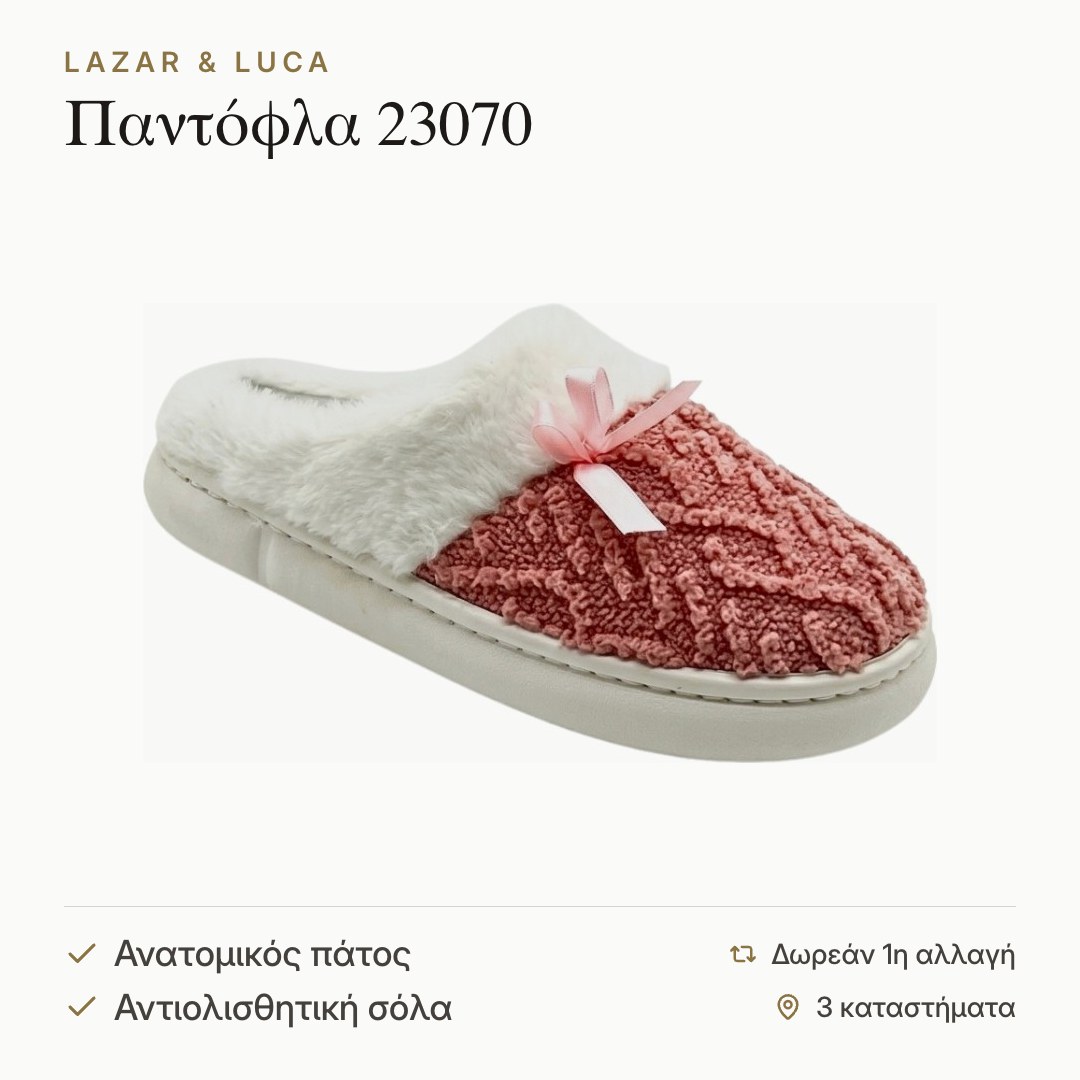 LAZAR & LUCA
Παντόφλα 23070
Ανατομικός πάτος
Αντιολισθητική σόλα
Δωρεάν 1η αλλαγή
3 καταστήματα